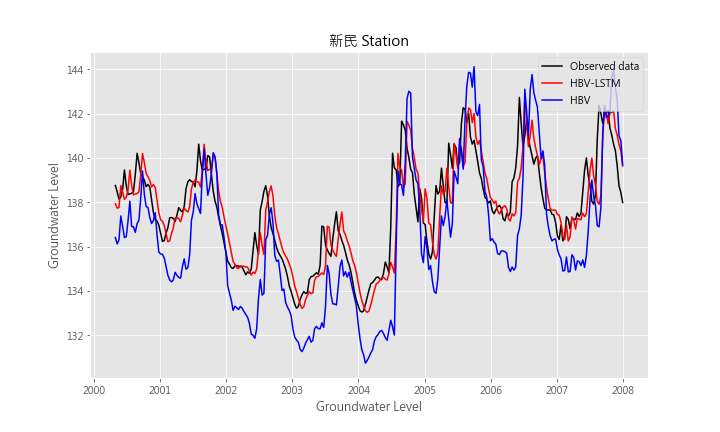 新民 Station
Observed data
HBV-LSTM
HBV
144
142
140
138
136
134
132
Groundwater Level
2000
2001
2002
2003
2004
2005
2006
2007
2008
Groundwater Level